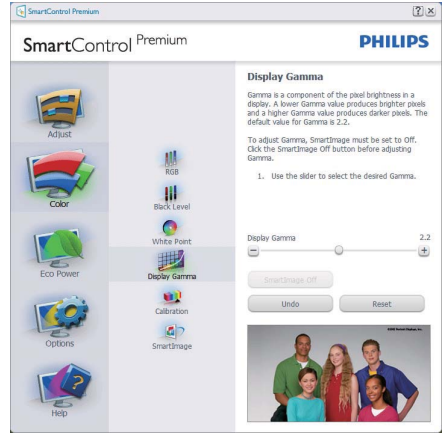 SmartControl Premium
SmartControl Premium
PHILIPS
Adjust
Color
Eco Power
Options
Help
RGB
Black Level
White Point
Display Gamma
Calibration
SmartImage
Display Gamma
Gamma is a component of the pixel brightness in a
display. A lower Gamma value produces brighter pixels
and a higher Gamma value produces darker pixels. The
default value for Gamma is 2.2.
To adjust Gamma, SmartImage must be set to Off.
Click the SmartImage Off button before adjusting
Gamma.
1. Use the slider to select the desired Gamma.
Display Gamma 2.2
SmartImage Off
Undo Reset